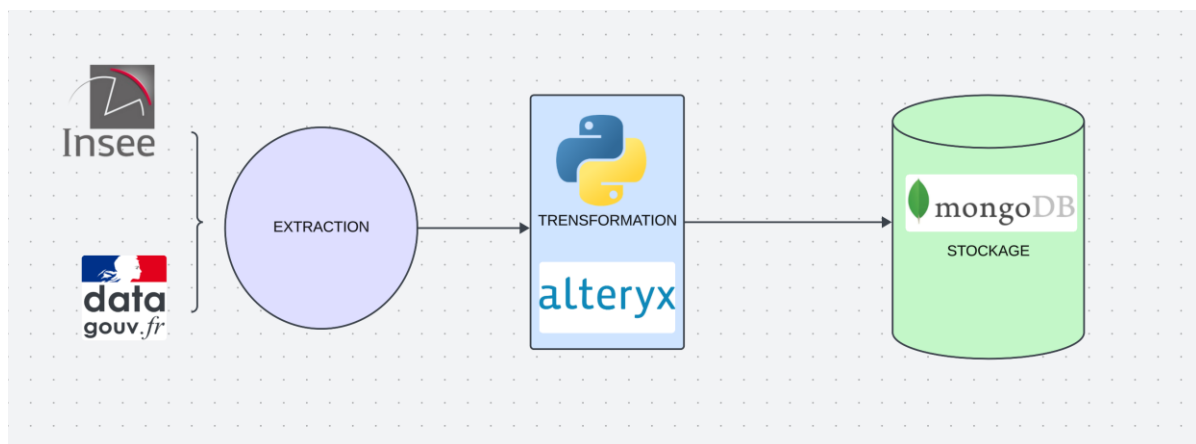 Insee
data
gouv.fr
EXTRACTION
TRENSFORMATION
alteryx
mongoDB
STOCKAGE